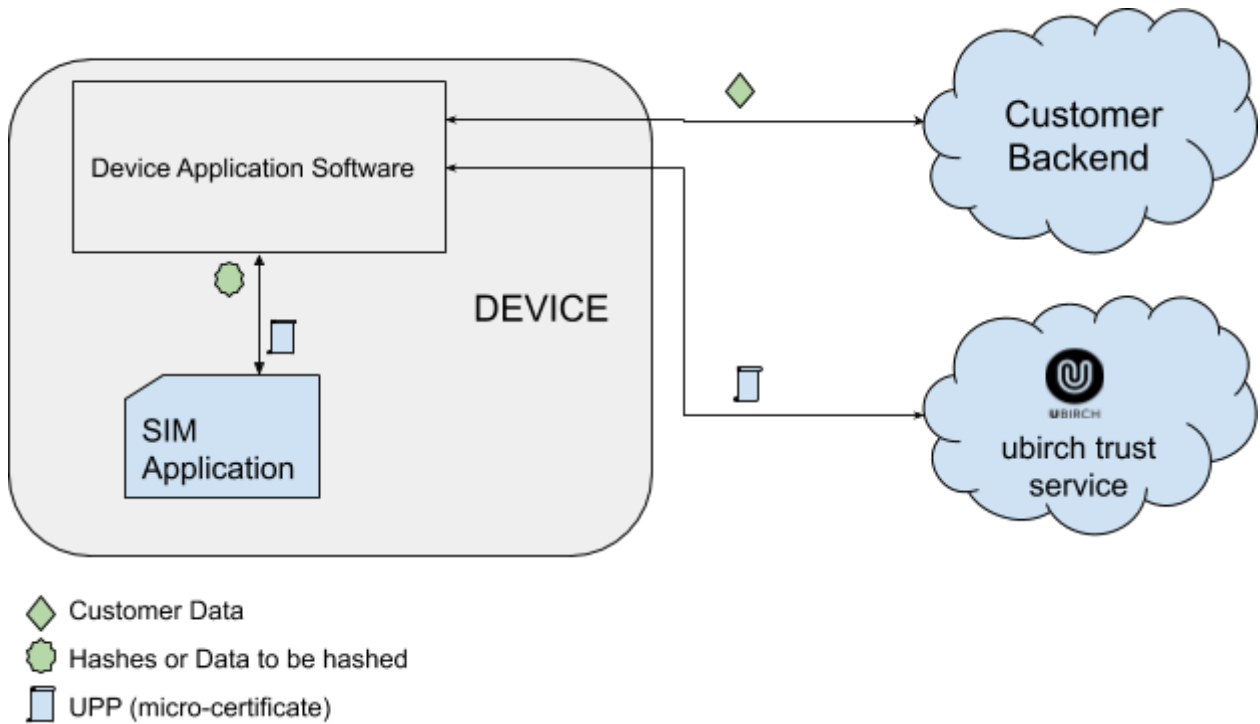 Device Application Software
Customer
Backend
DEVICE
SIM
Application
UBIRCH
ubirch trust
service
Customer Data
Hashes or Data to be hashed
UPP (micro-certificate)